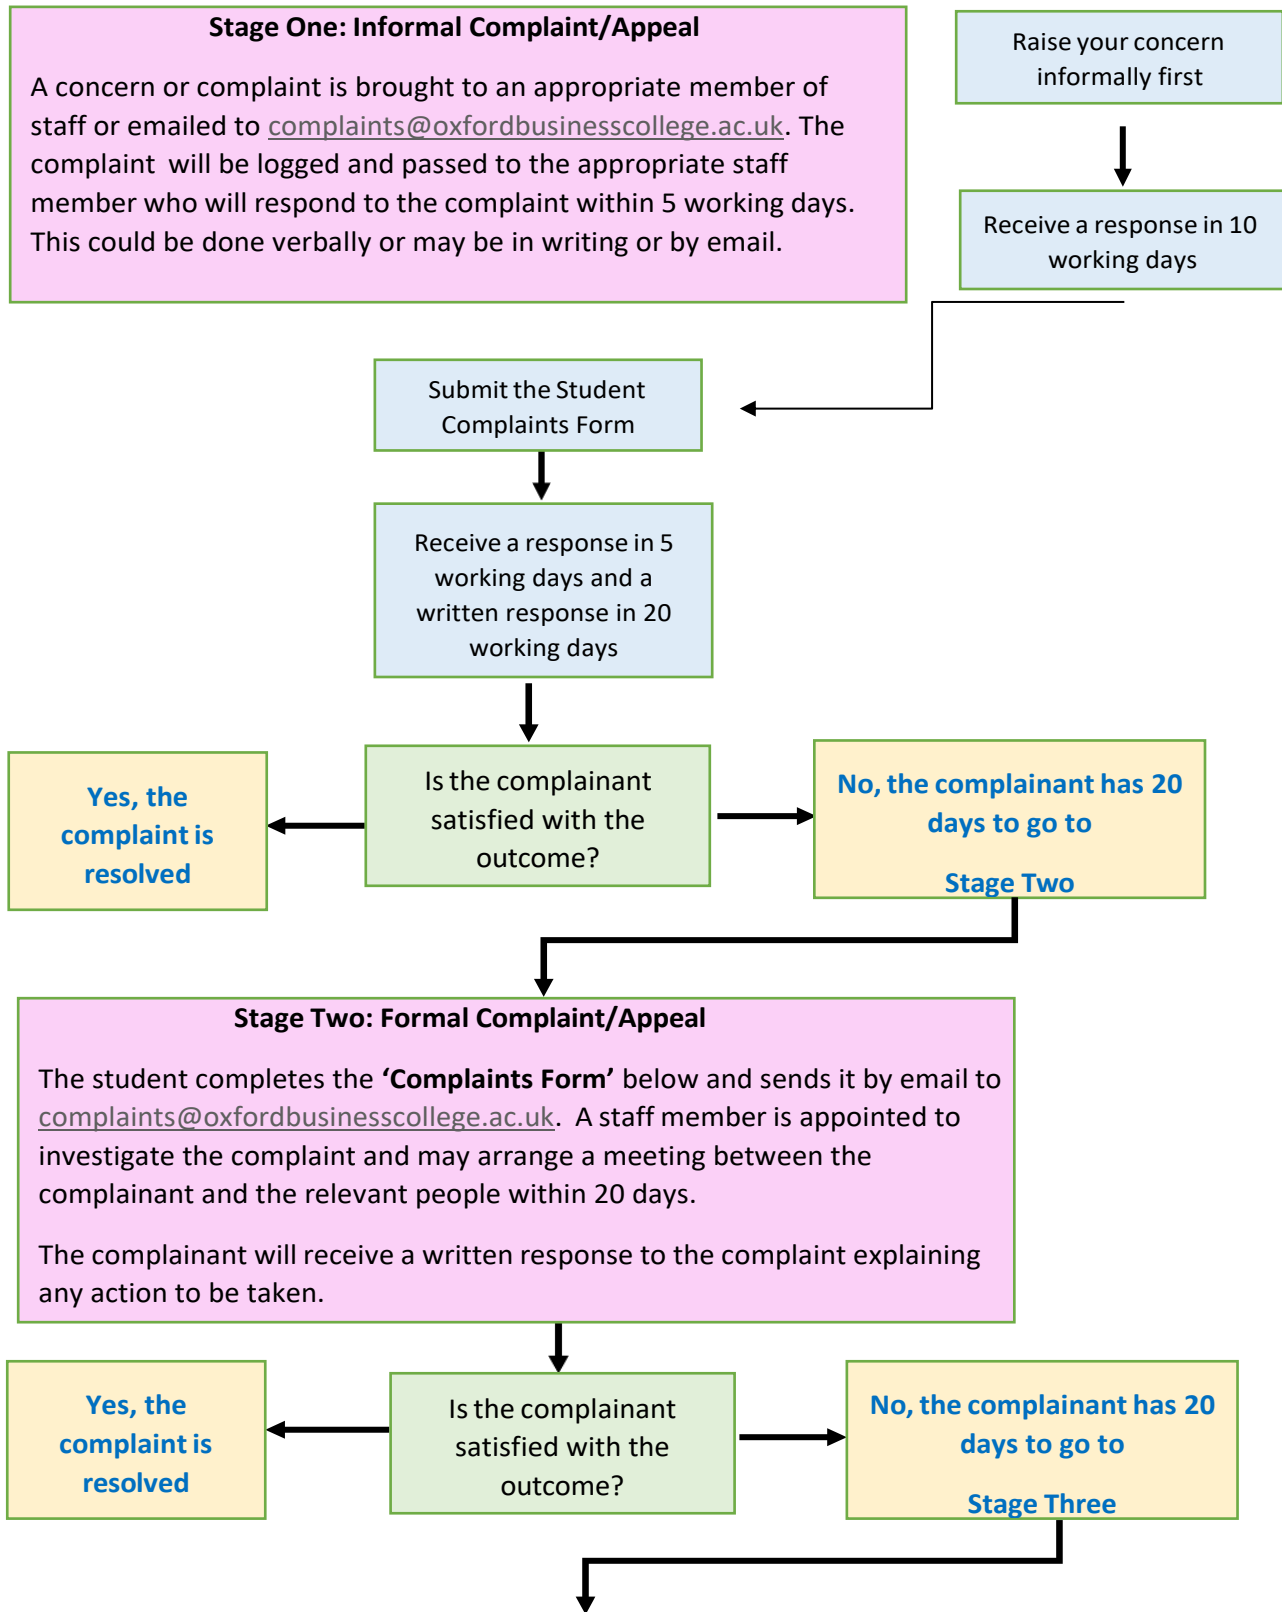 Stage One: Informal Complaint/Appeal
A concern or complaint is brought to an appropriate member of
staff or emailed to complaints@oxfordbusinesscollege.ac.uk. The
complaint will be logged and passed to the appropriate staff
member who will respond to the complaint within 5 working days.
This could be done verbally or may be in writing or by email.
Raise your concern
informally first
Receive a response in 10
working days
Submit the Student
Complaints Form
Receive a response in 5
working days and a
written response in 20
working days
Yes, the
complaint is
resolved
Is the complainant
satisfied with the
outcome?
No, the complainant has 20
days to go to
Stage Two
Stage Two: Formal Complaint/Appeal
The student completes the ‘Complaints Form’ below and sends it by email to
complaints@oxfordbusinesscollege.ac.uk. A staff member is appointed to
investigate the complaint and may arrange a meeting between the
complainant and the relevant people within 20 days.
The complainant will receive a written response to the complaint explaining
any action to be taken.
Yes, the
complaint is
resolved
Is the complainant
satisfied with the
outcome?
No, the complainant has 20
days to go to
Stage Three